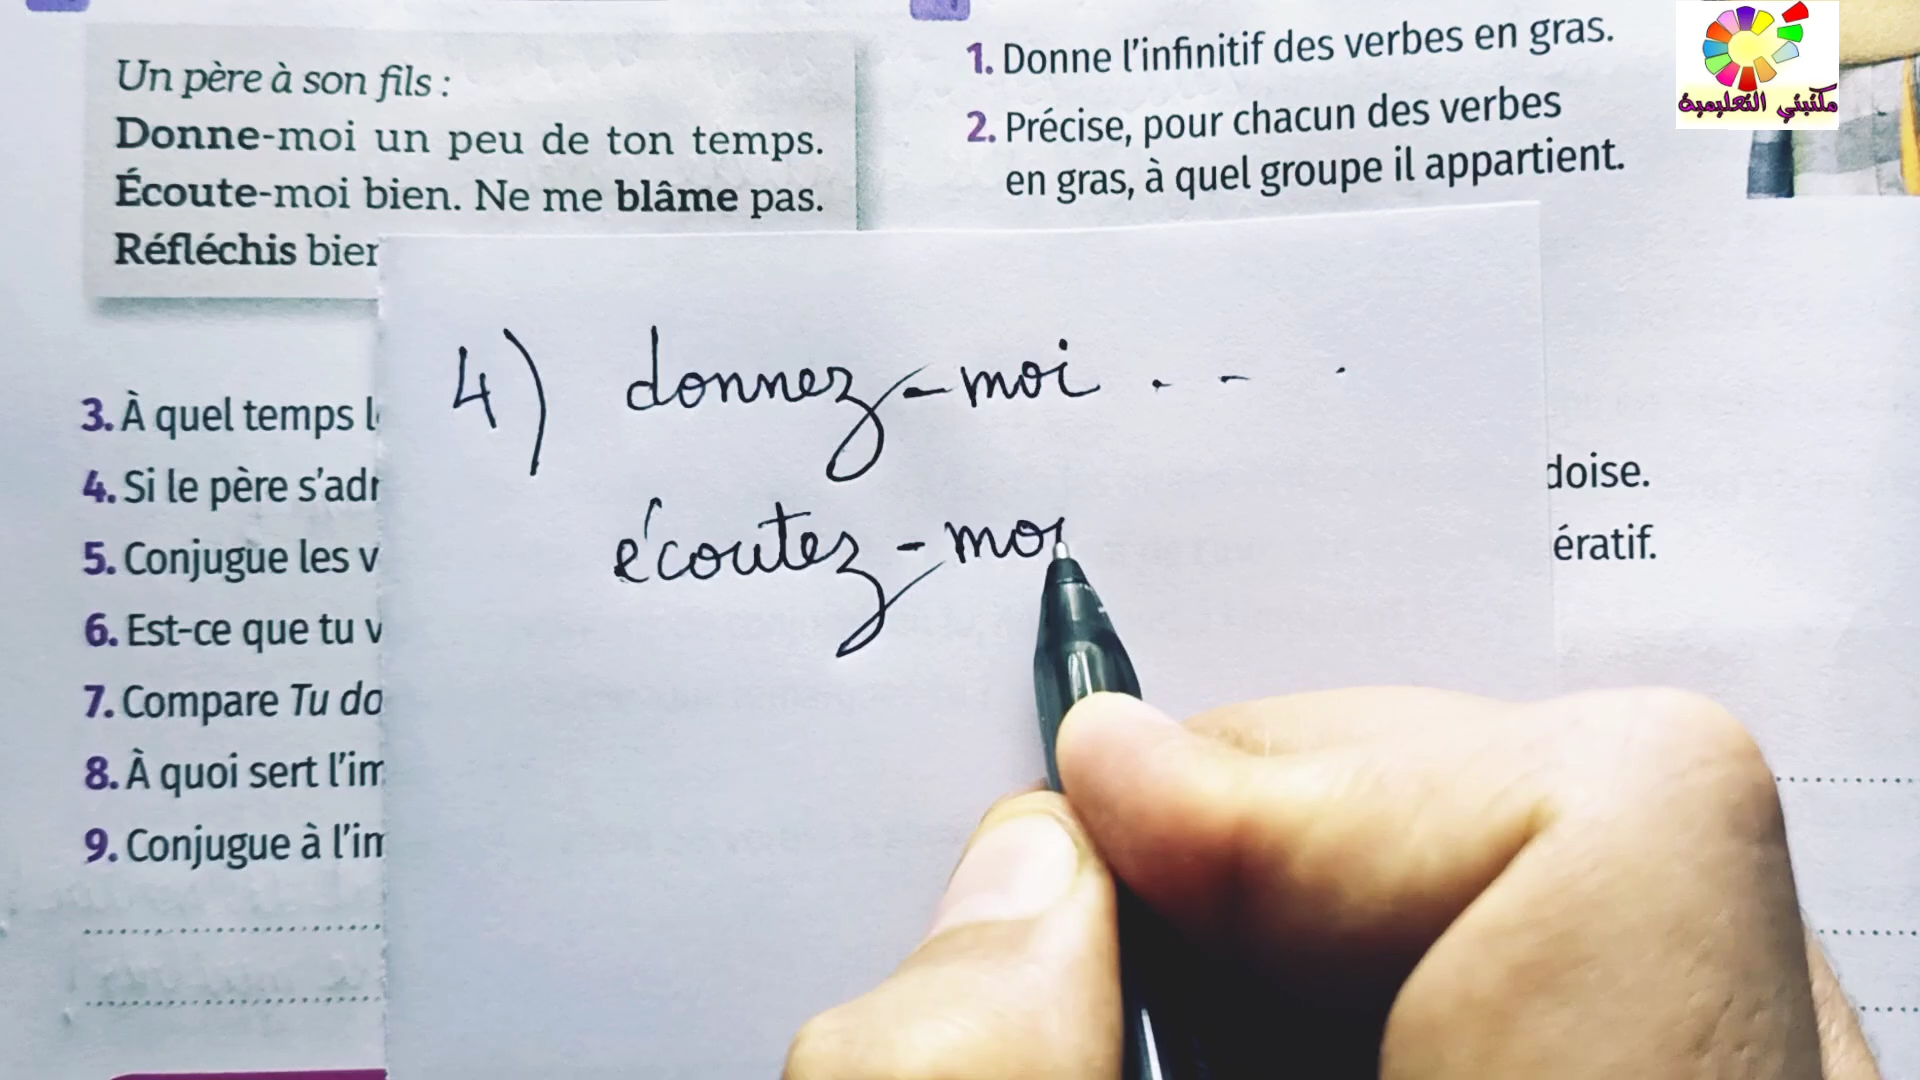 Un père à son fils :
Donne-moi un peu de ton temps.
Écoute-moi bien. Ne me blâme pas.
Réfléchis bien
1. Donne l'infinitif des verbes en gras.
2. Précise, pour chacun des verbes
en gras, à quel groupe il appartient.
مكتبتي التعليمية
3. À quel temps l
4. Si le père s'adr
doise.
5. Conjugue les v
ératif.
6. Est-ce que tu v
7. Compare Tu do
8. À quoi sert l'im
9. Conjugue à l'im
4) donnez-moi . - .
écoutez-moi